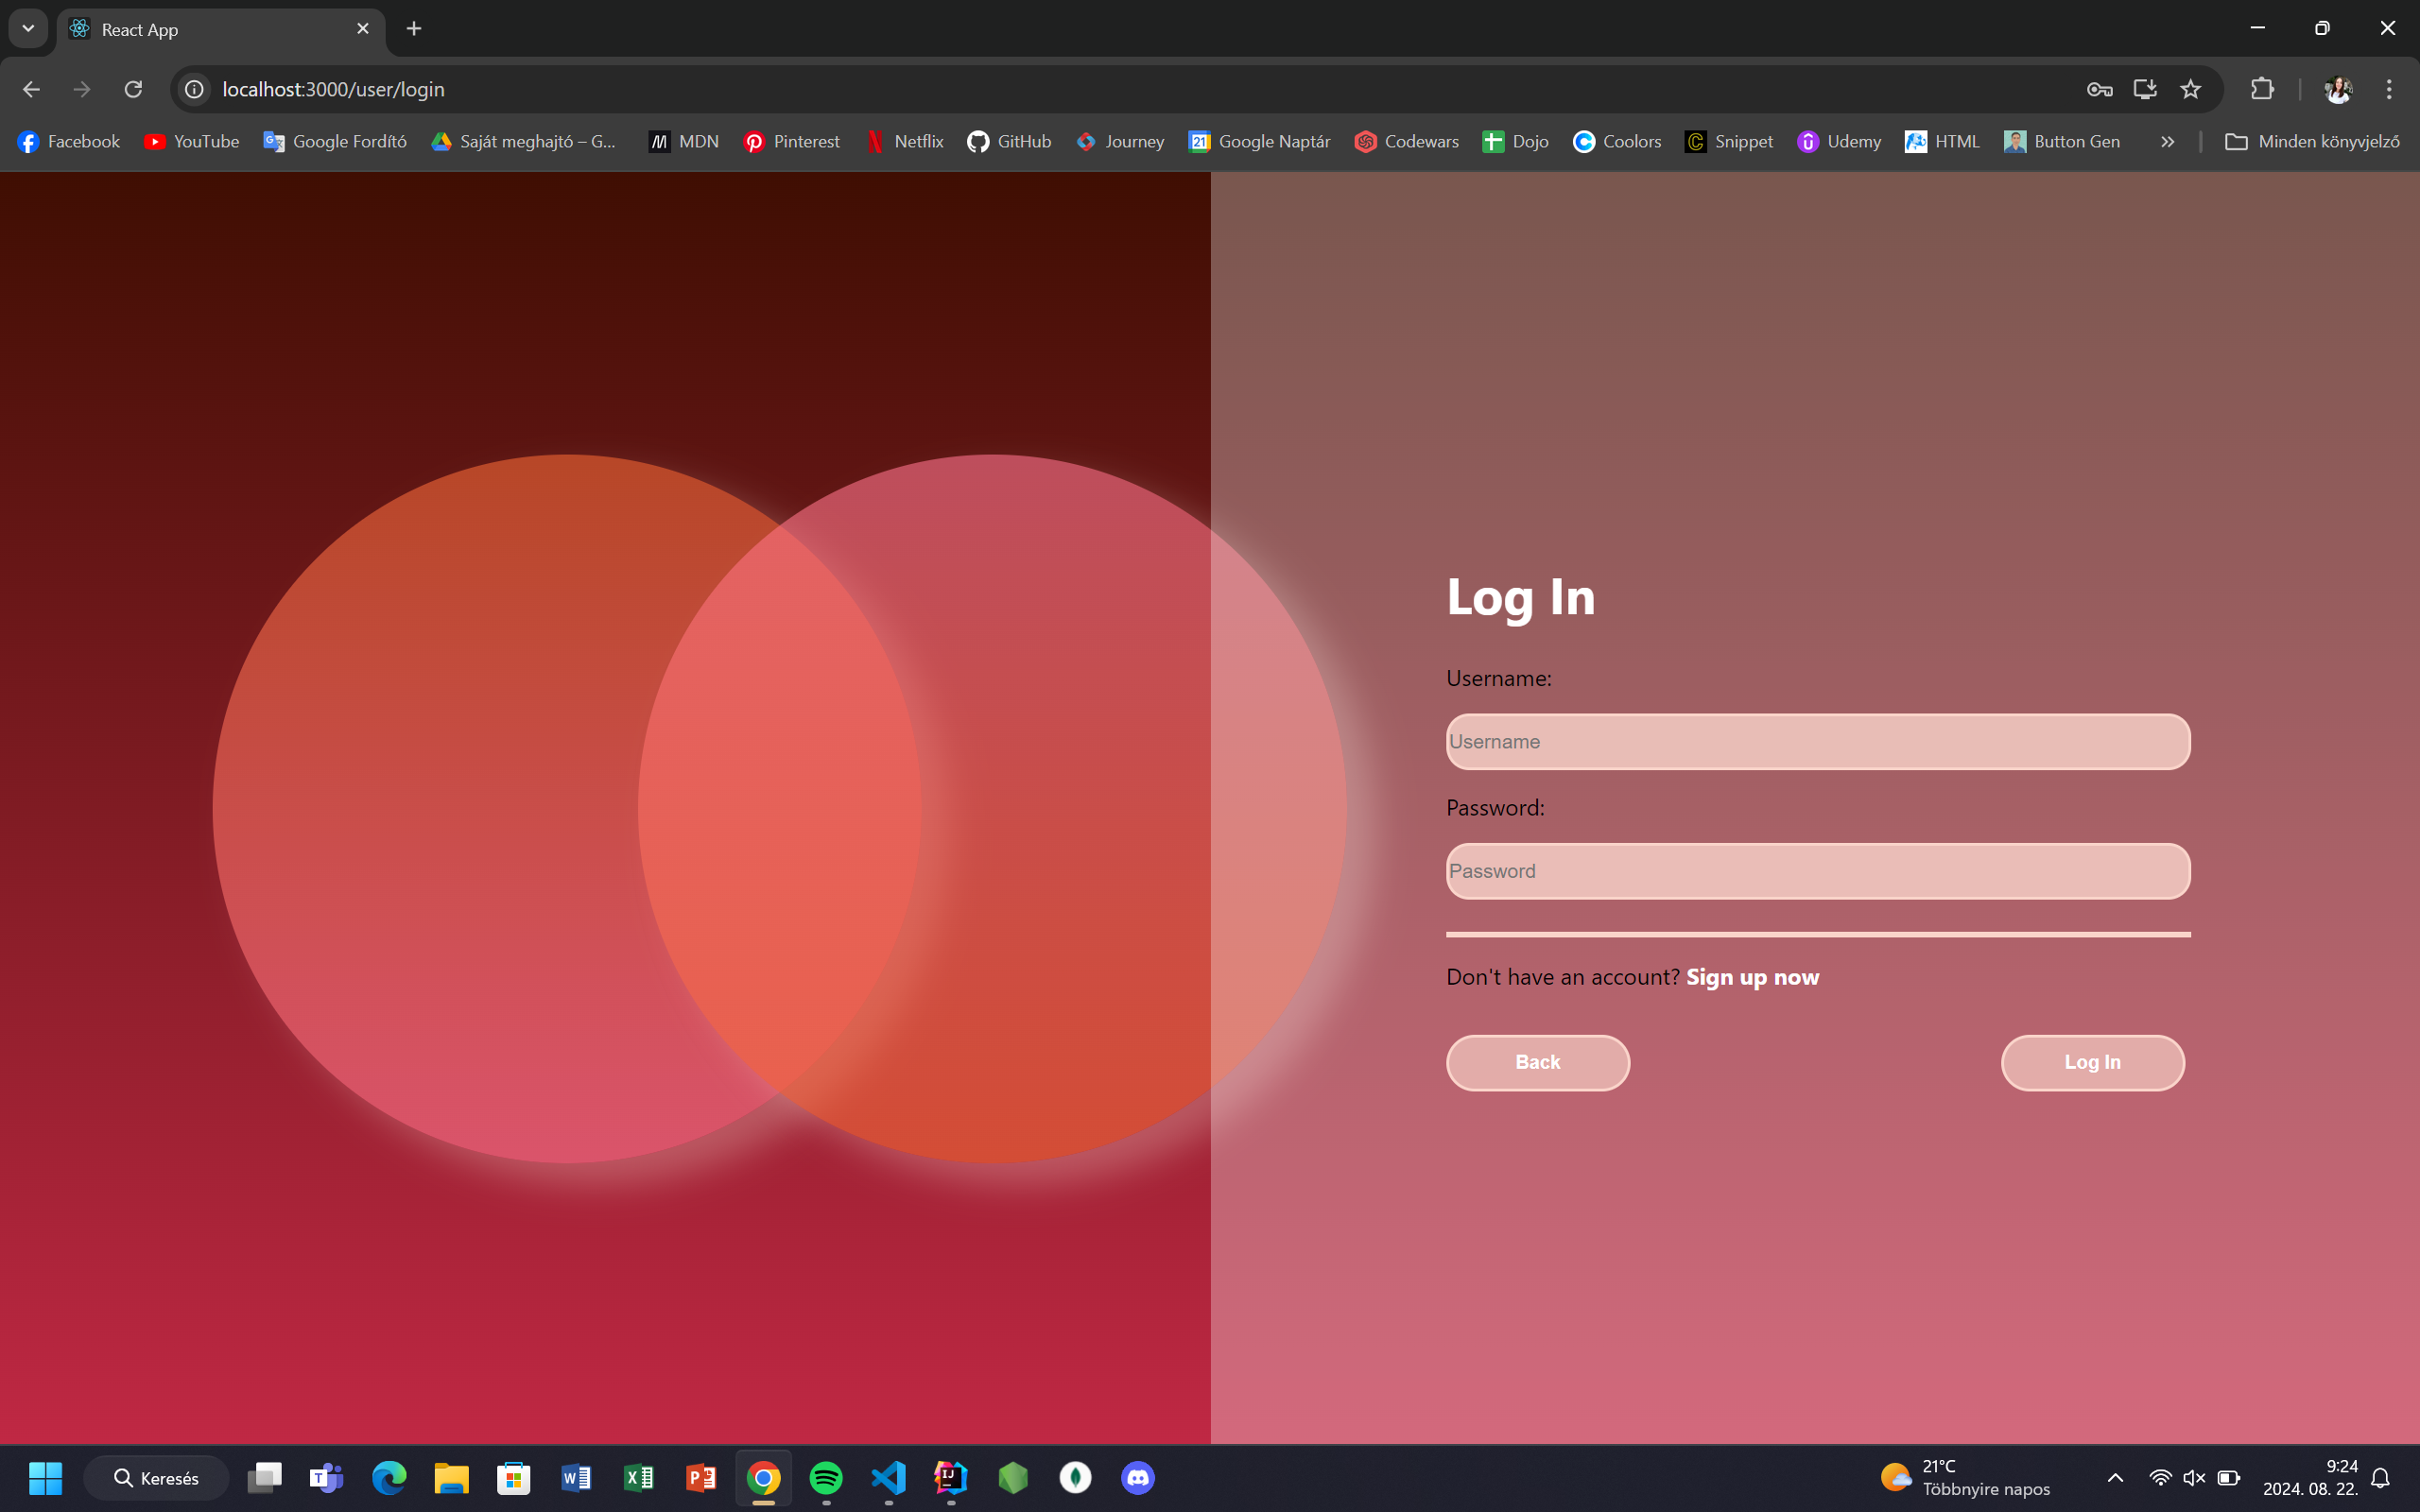 React App
localhost:3000/user/login
Facebook YouTube Google Fordító Saját meghajtó – G... MDN Pinterest Netflix GitHub Journey 21 Google Naptár Codewars Dojo Coolors Snippet Udemy HTML Button Gen » Minden könyvjelző
Log In
Username:
Username
Password:
Password
Don't have an account? Sign up now
Back Log In
Keresés
21°C
Többnyire napos
9:24
2024. 08. 22.